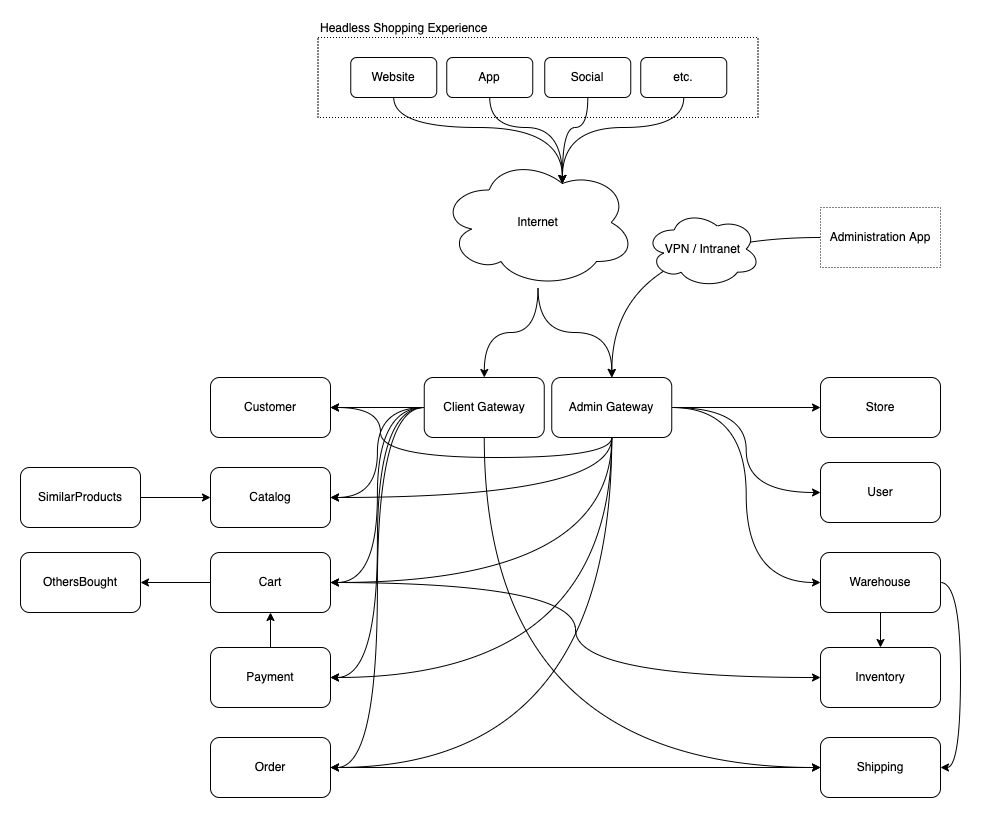 Headless Shopping Experience
Website
App
Social
etc.
Internet
VPN / Intranet
Administration App
Customer
Client Gateway
Admin Gateway
Store
SimilarProducts
Catalog
User
OthersBought
Cart
Warehouse
Payment
Inventory
Order
Shipping